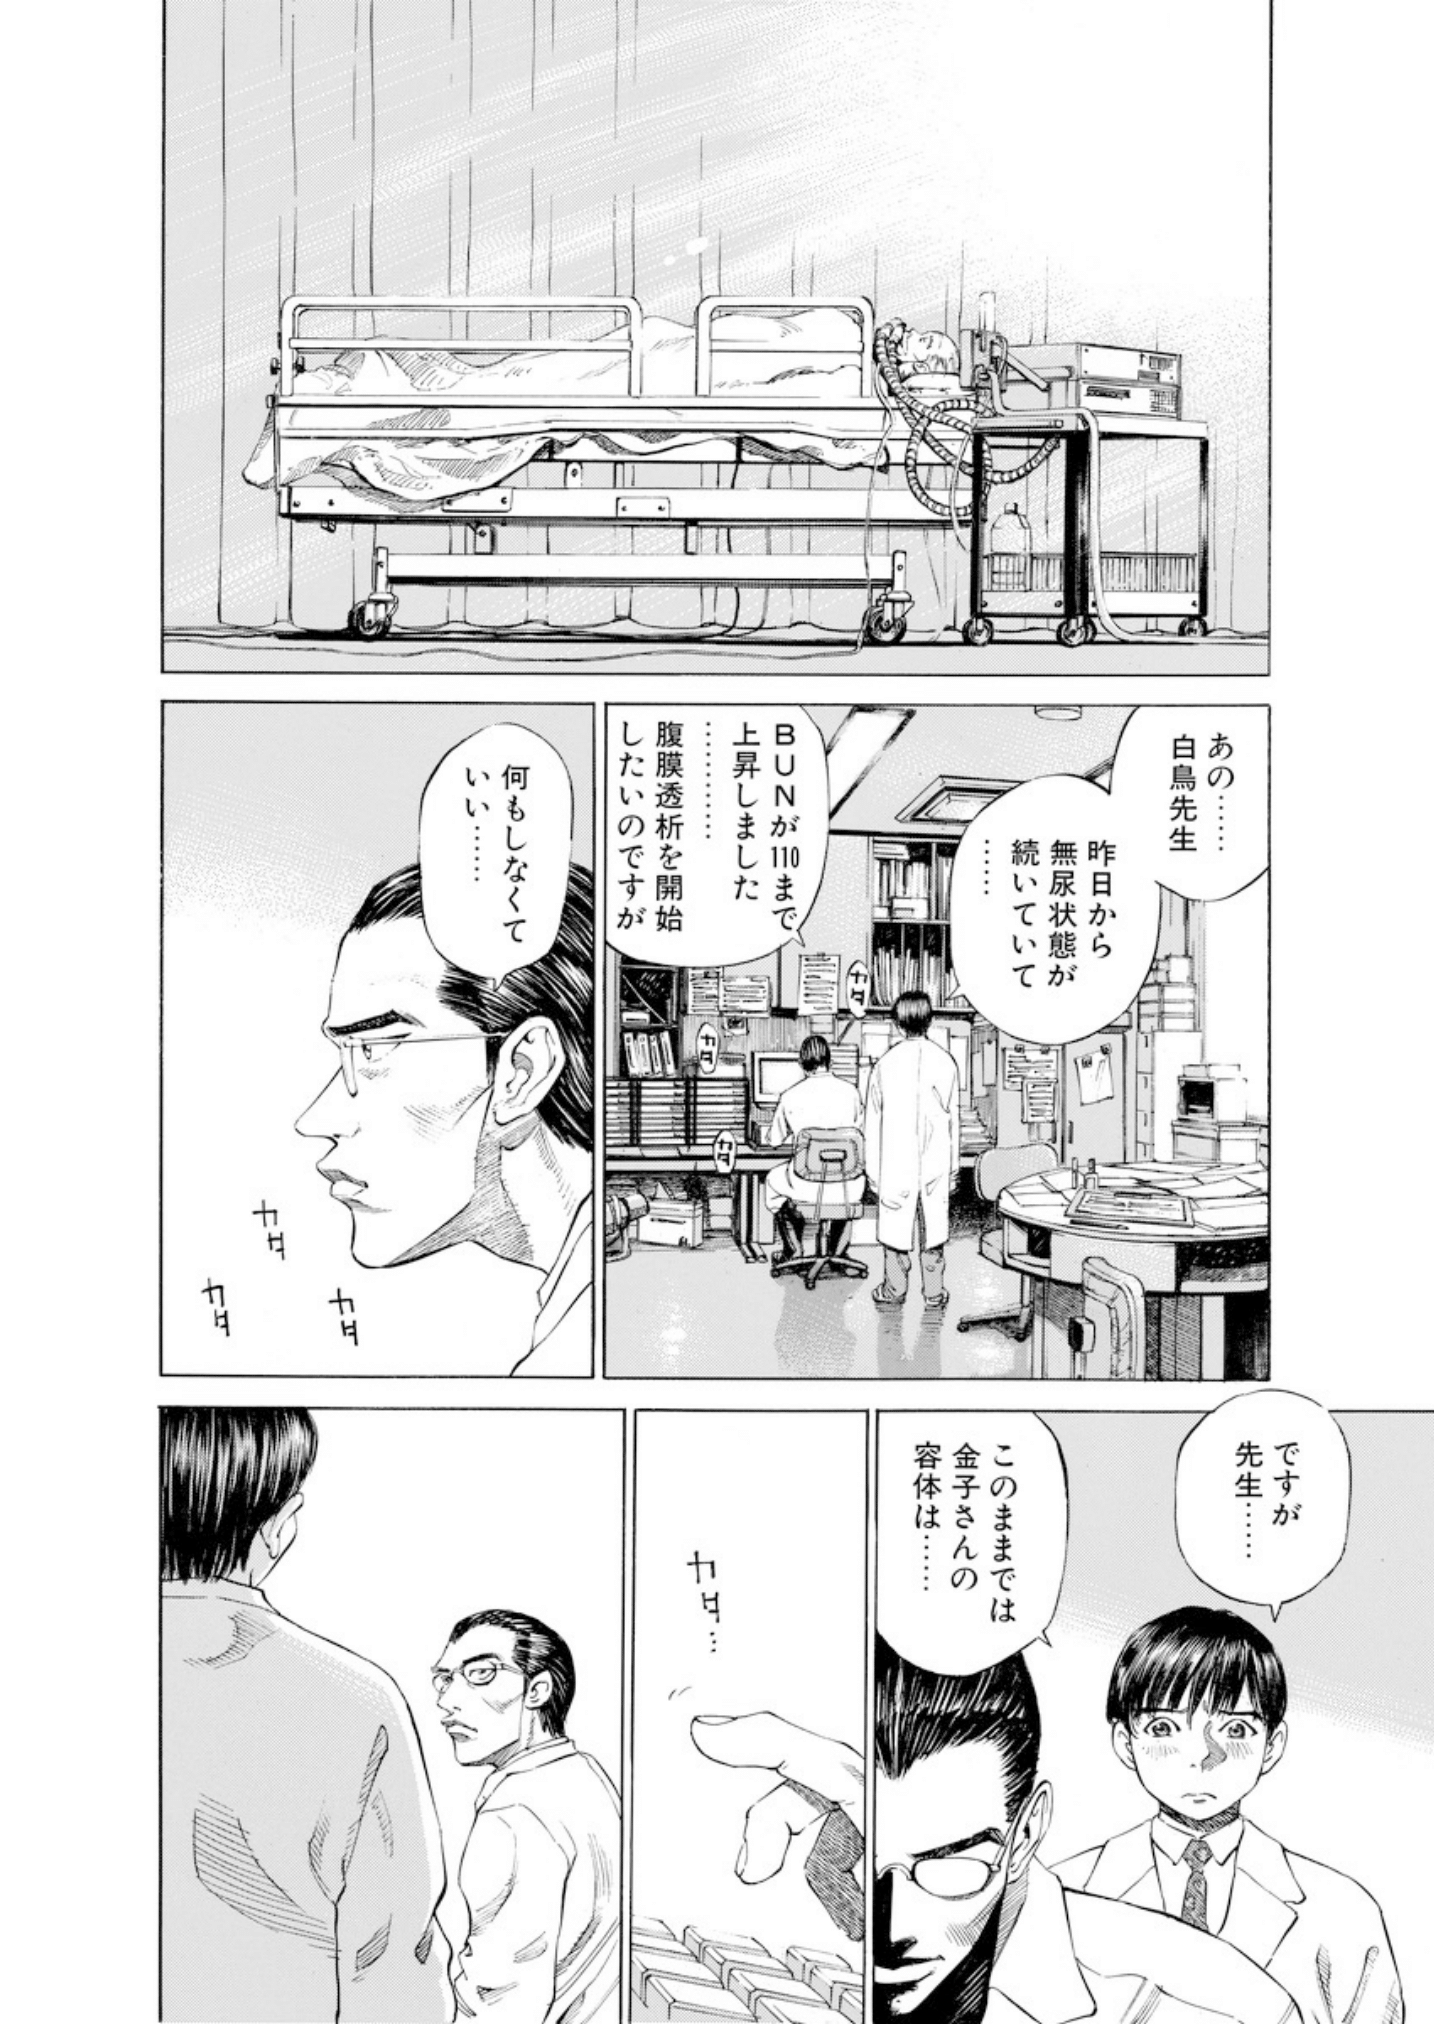 あの……
白鳥先生
昨日から
無尿状態が
続いていて
……
BUNが110まで
上昇しました
…………
腹膜透析を開始
したいのですが
カタ
カタ
カタ
何もしなくて
いい……
カタ
カタ
カタ
ですが
先生……
このままでは
金子さんの
容体は……
カタ…